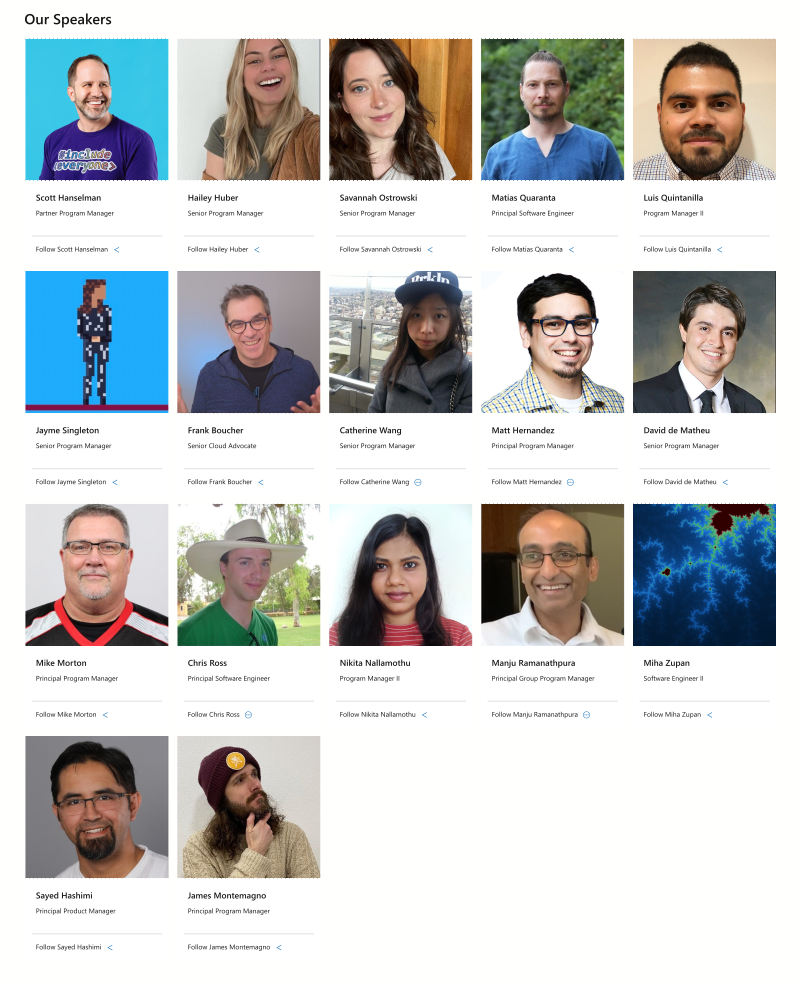 Our Speakers
#include
<everyone>
Scott Hanselman
Partner Program Manager
Follow Scott Hanselman
Hailey Huber
Senior Program Manager
Follow Hailey Huber
Savannah Ostrowski
Senior Program Manager
Follow Savannah Ostrowski
Matias Quaranta
Principal Software Engineer
Follow Matias Quaranta
Luis Quintanilla
Program Manager II
Follow Luis Quintanilla
Jayme Singleton
Senior Program Manager
Follow Jayme Singleton
Frank Boucher
Senior Cloud Advocate
Follow Frank Boucher
Catherine Wang
Senior Program Manager
Follow Catherine Wang
Matt Hernandez
Principal Program Manager
Follow Matt Hernandez
David de Matheu
Senior Program Manager
Follow David de Matheu
Mike Morton
Principal Program Manager
Follow Mike Morton
Chris Ross
Principal Software Engineer
Follow Chris Ross
Nikita Nallamothu
Program Manager II
Follow Nikita Nallamothu
Manju Ramanathpura
Principal Group Program Manager
Follow Manju Ramanathpura
Miha Zupan
Software Engineer II
Follow Miha Zupan
Sayed Hashimi
Principal Product Manager
Follow Sayed Hashimi
James Montemagno
Principal Program Manager
Follow James Montemagno